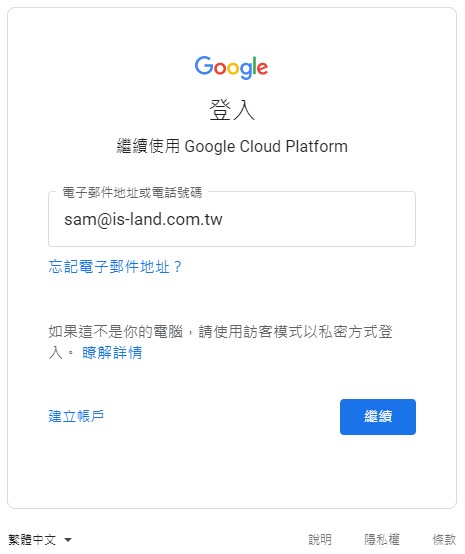 Google
登入
繼續使用 Google Cloud Platform
電子郵件地址或電話號碼
sam@is-land.com.tw
忘記電子郵件地址？
如果這不是你的電腦，請使用訪客模式以私密方式登
入。 瞭解詳情
建立帳戶 繼續
繁體中文 說明 隱私權 條款